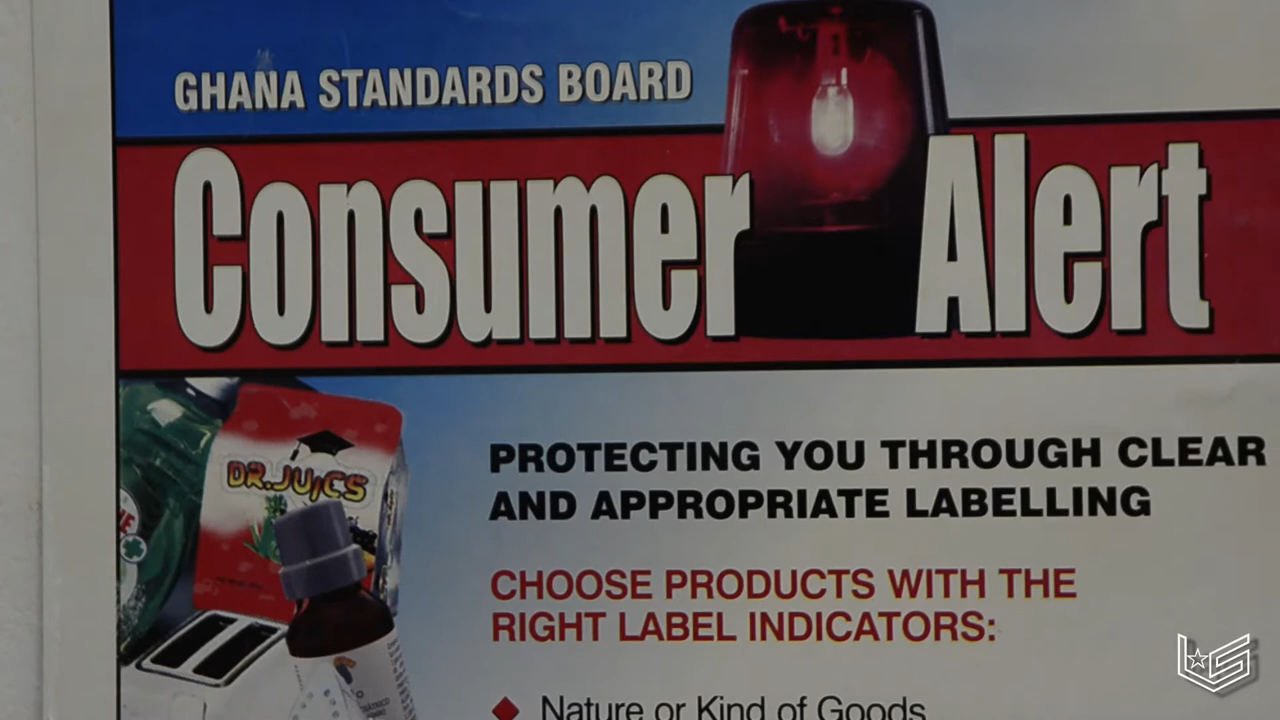 GHANA STANDARDS BOARD
Consumer Alert
DR.JUICS
PROTECTING YOU THROUGH CLEAR
AND APPROPRIATE LABELLING
CHOOSE PRODUCTS WITH THE
RIGHT LABEL INDICATORS:
Nature or Kind of Goods